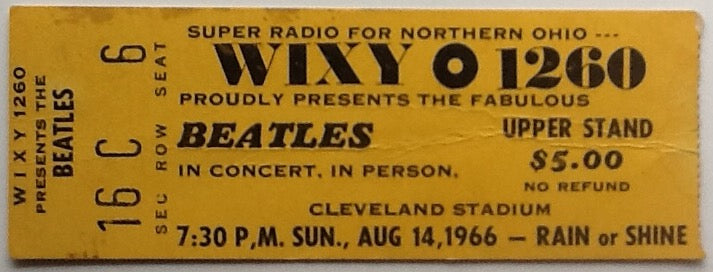 WIXY 1260
PRESENTS THE
BEATLES
SEC 16 ROW C SEAT 6
SUPER RADIO FOR NORTHERN OHIO ---
WIXY O 1260
PROUDLY PRESENTS THE FABULOUS
BEATLES
IN CONCERT, IN PERSON,
UPPER STAND
$5.00
NO REFUND
CLEVELAND STADIUM
7:30 P,M. SUN., AUG 14,1966 — RAIN or SHINE